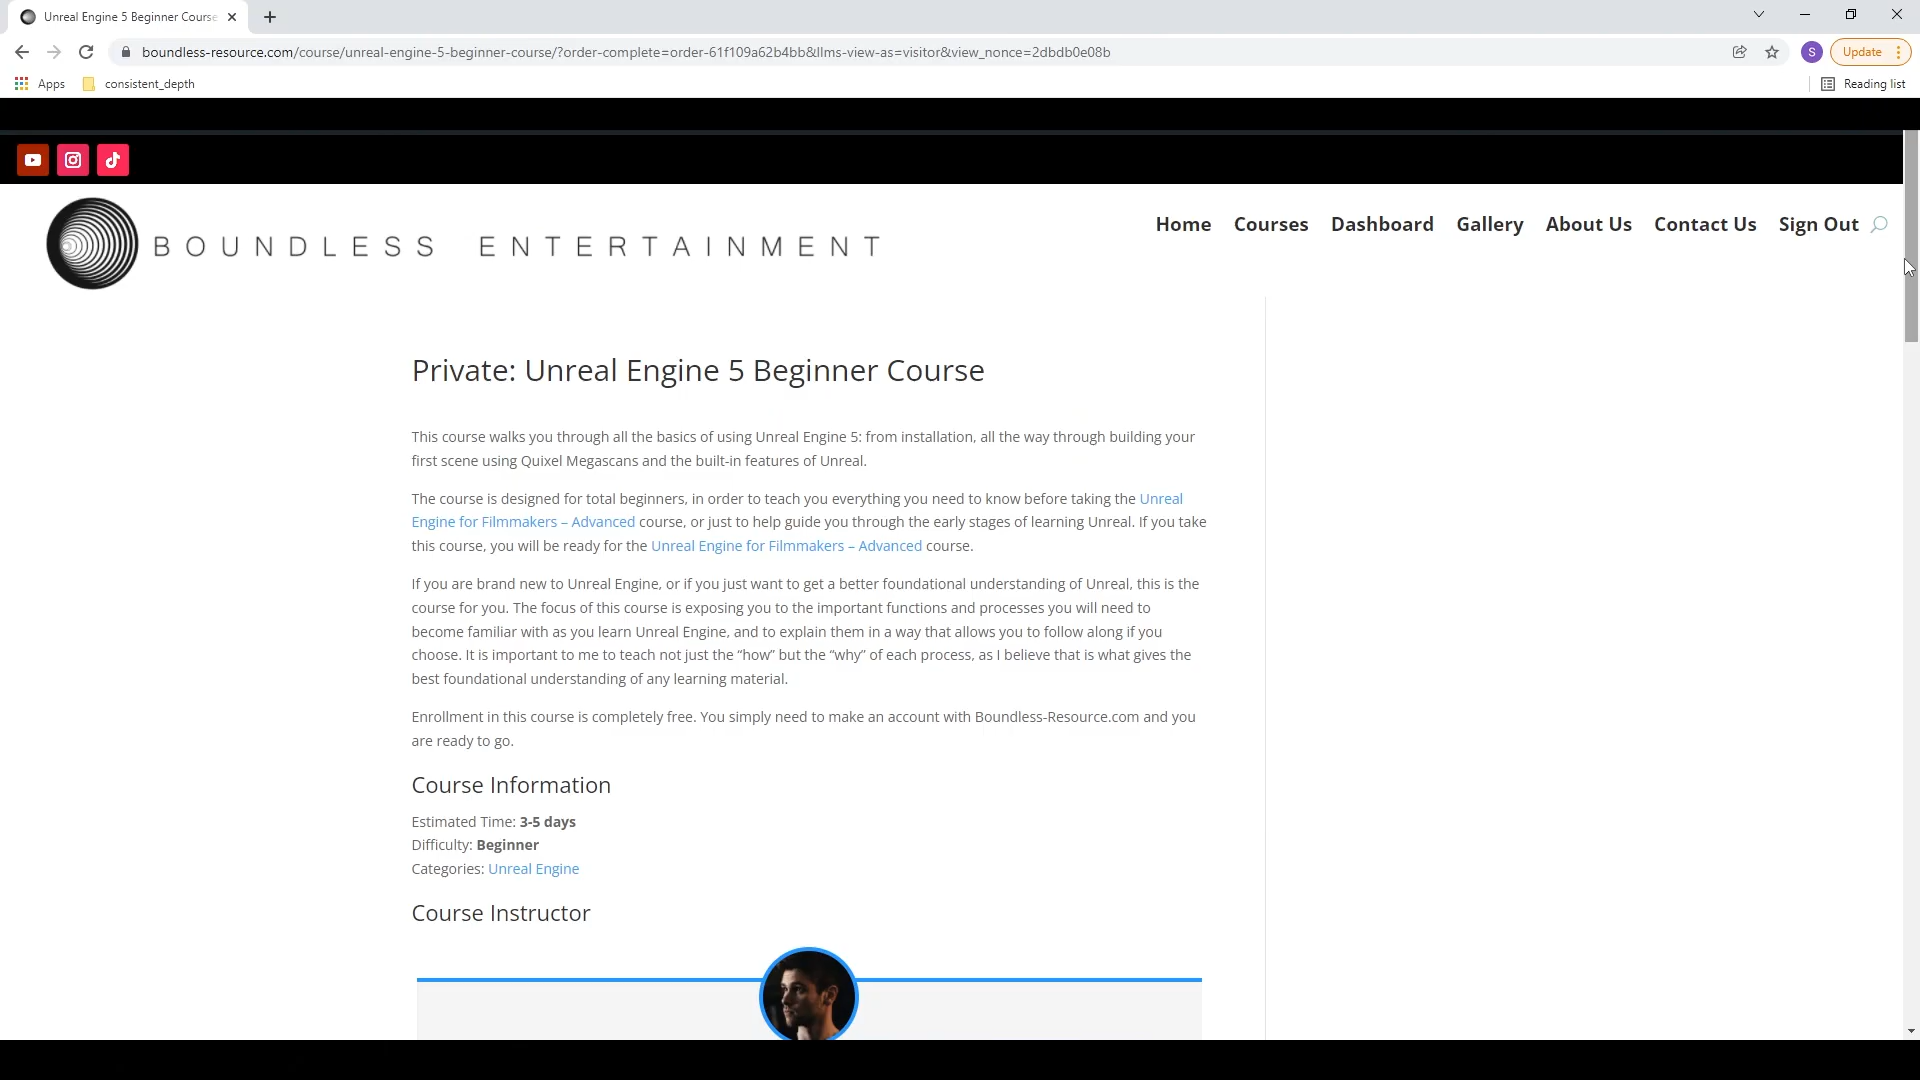 Unreal Engine 5 Beginner Course
boundless-resource.com/course/unreal-engine-5-beginner-course/?order-complete=order-61f109a62b4bb&llms-view-as=visitor&view_nonce=2dbdb0e08b
S
Update
Apps
consistent_depth
Reading list
BOUNDLESS ENTERTAINMENT
Home Courses Dashboard Gallery About Us Contact Us Sign Out
Private: Unreal Engine 5 Beginner Course
This course walks you through all the basics of using Unreal Engine 5: from installation, all the way through building your
first scene using Quixel Megascans and the built-in features of Unreal.
The course is designed for total beginners, in order to teach you everything you need to know before taking the Unreal
Engine for Filmmakers – Advanced course, or just to help guide you through the early stages of learning Unreal. If you take
this course, you will be ready for the Unreal Engine for Filmmakers – Advanced course.
If you are brand new to Unreal Engine, or if you just want to get a better foundational understanding of Unreal, this is the
course for you. The focus of this course is exposing you to the important functions and processes you will need to
become familiar with as you learn Unreal Engine, and to explain them in a way that allows you to follow along if you
choose. It is important to me to teach not just the “how” but the “why” of each process, as I believe that is what gives the
best foundational understanding of any learning material.
Enrollment in this course is completely free. You simply need to make an account with Boundless-Resource.com and you
are ready to go.
Course Information
Estimated Time: 3-5 days
Difficulty: Beginner
Categories: Unreal Engine
Course Instructor